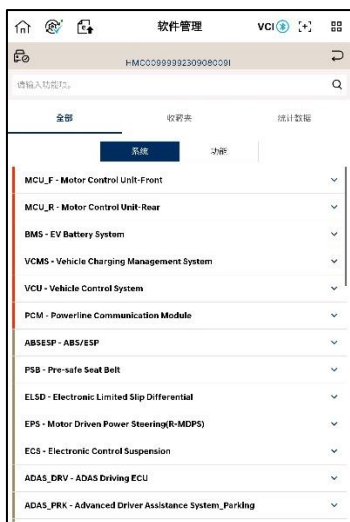 软件管理
VCI
HMC0099999230908009I
请输入功能项。
全部 收藏夹 统计数据
系统 功能
MCU_F - Motor Control Unit-Front
MCU_R - Motor Control Unit-Rear
BMS - EV Battery System
VCMS - Vehicle Charging Management System
VCU - Vehicle Control System
PCM - Powerline Communication Module
ABSESP - ABS/ESP
PSB - Pre-safe Seat Belt
ELSD - Electronic Limited Slip Differential
EPS - Motor Driven Power Steering(R-MDPS)
ECS - Electronic Control Suspension
ADAS_DRV - ADAS Driving ECU
ADAS_PRK - Advanced Driver Assistance System_Parking